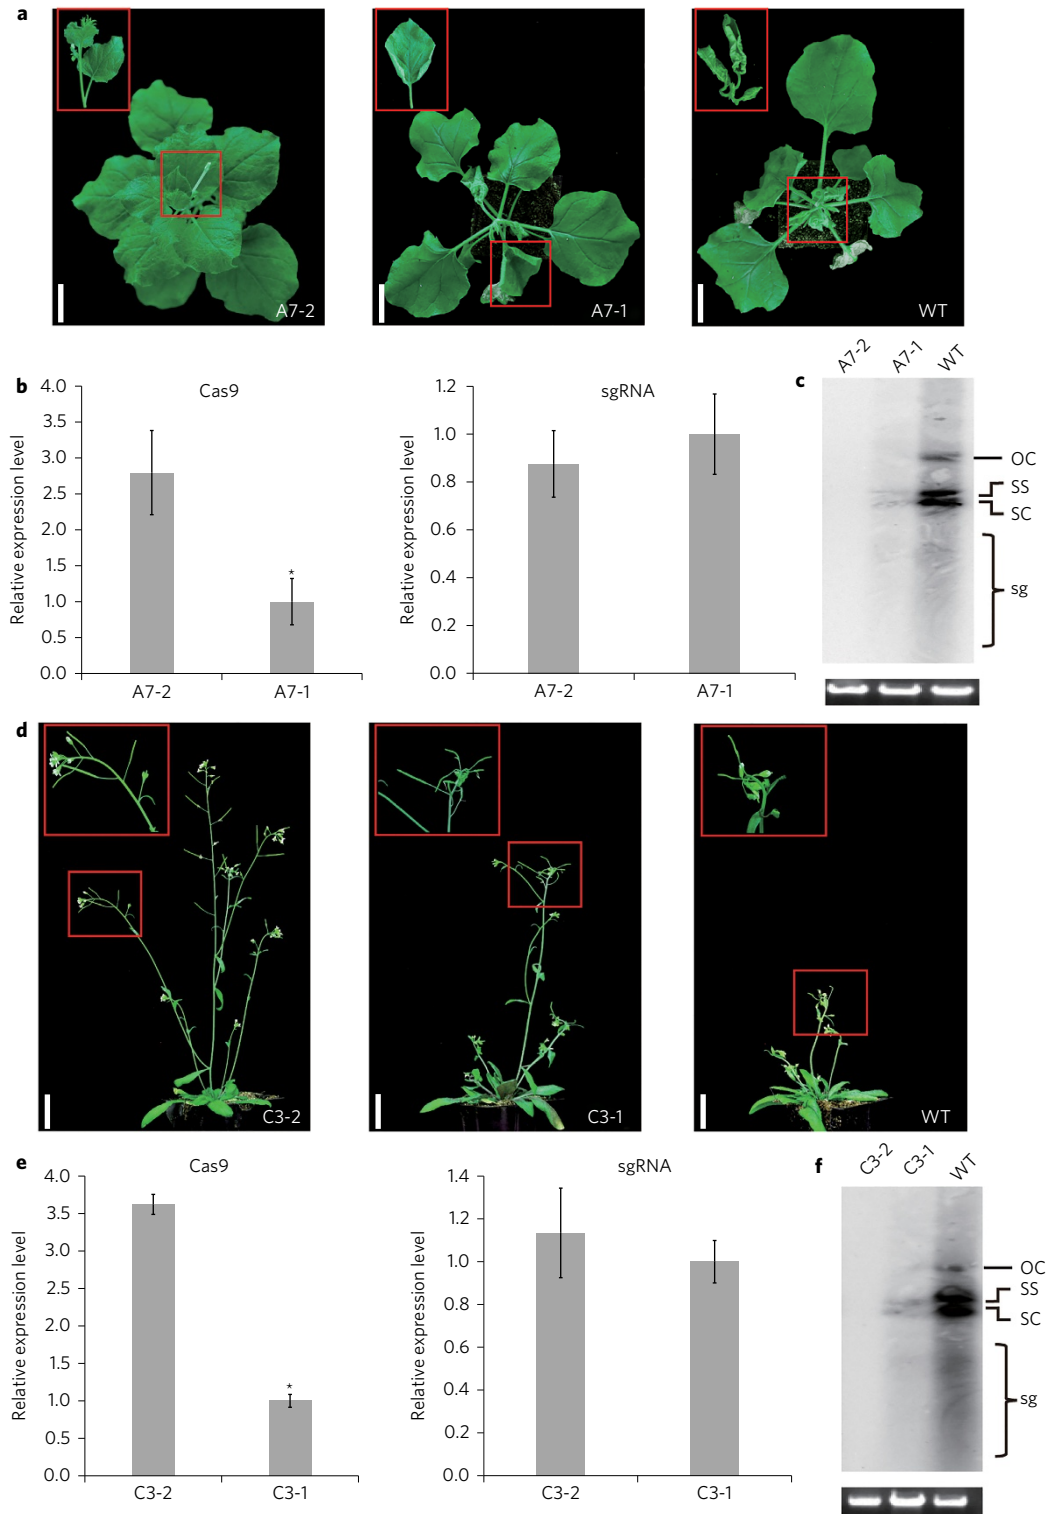 a
A7-2
A7-1
WT
b
Cas9
Relative expression level
4.0
3.5
3.0
2.5
2.0
1.5
1.0
0.5
0.0
*
A7-2
A7-1
sgRNA
Relative expression level
1.2
1.0
0.8
0.6
0.4
0.2
0.0
A7-2
A7-1
c
A7-2
A7-1
WT
OC
SS
SC
sg
d
C3-2
C3-1
WT
e
Cas9
Relative expression level
4.0
3.5
3.0
2.5
2.0
1.5
1.0
0.5
0.0
*
C3-2
C3-1
sgRNA
Relative expression level
1.4
1.2
1.0
0.8
0.6
0.4
0.2
0.0
C3-2
C3-1
f
C3-2
C3-1
WT
OC
SS
SC
sg